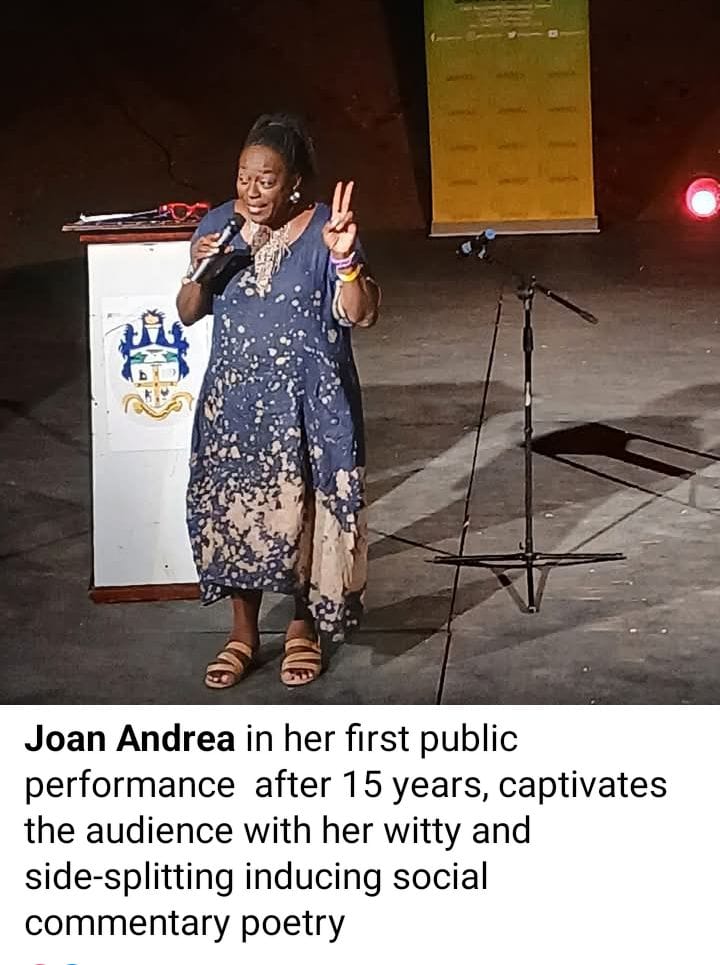 Joan Andrea in her first public
performance  after 15 years, captivates
the audience with her witty and
side-splitting inducing social
commentary poetry